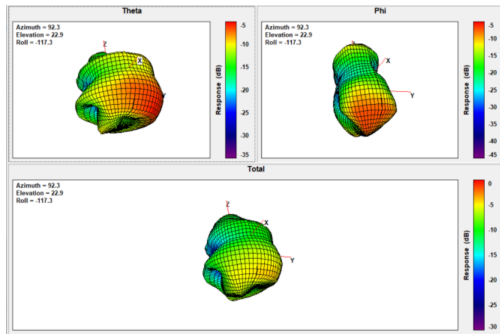 Theta
Azimuth = 92.3
Elevation = 22.9
Roll = -117.3
Z
X
Y
-5
-10
-15
-20
-25
-30
-35
Response (dB)
Phi
Azimuth = 92.3
Elevation = 22.9
Roll = -117.3
Z
X
Y
-5
-10
-15
-20
-25
-30
-35
-40
-45
Response (dB)
Total
Azimuth = 92.3
Elevation = 22.9
Roll = -117.3
Z
X
Y
0
-5
-10
-15
-20
-25
-30
Response (dB)